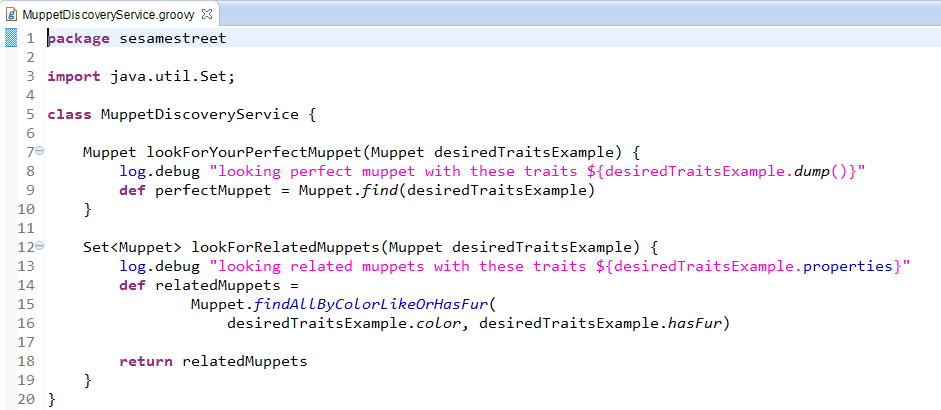 MuppetDiscoveryService.groovy
1 package sesamestreet
2
3 import java.util.Set;
4
5 class MuppetDiscoveryService {
6
7     Muppet lookForYourPerfectMuppet(Muppet desiredTraitsExample) {
8         log.debug "looking perfect muppet with these traits ${desiredTraitsExample.dump()}"
9         def perfectMuppet = Muppet.find(desiredTraitsExample)
10     }
11
12     Set<Muppet> lookForRelatedMuppets(Muppet desiredTraitsExample) {
13         log.debug "looking related muppets with these traits ${desiredTraitsExample.properties}"
14         def relatedMuppets =
15                 Muppet.findAllByColorLikeOrHasFur(
16                     desiredTraitsExample.color, desiredTraitsExample.hasFur)
17
18         return relatedMuppets
19     }
20 }